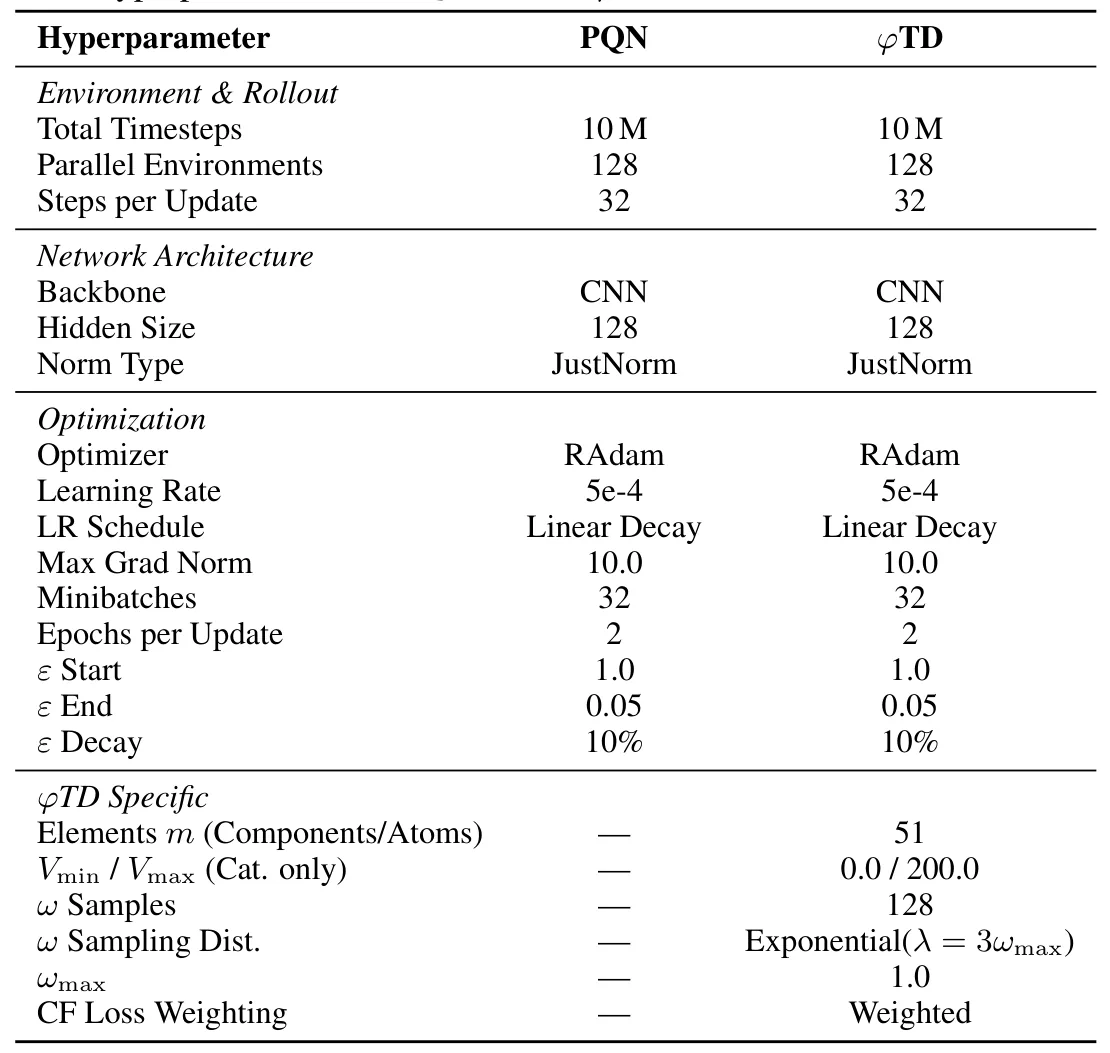 Hyperparameter PQN φTD
Environment & Rollout
Total Timesteps 10 M 10 M
Parallel Environments 128 128
Steps per Update 32 32
Network Architecture
Backbone CNN CNN
Hidden Size 128 128
Norm Type JustNorm JustNorm
Optimization
Optimizer RAdam RAdam
Learning Rate 5e-4 5e-4
LR Schedule Linear Decay Linear Decay
Max Grad Norm 10.0 10.0
Minibatches 32 32
Epochs per Update 2 2
ε Start 1.0 1.0
ε End 0.05 0.05
ε Decay 10% 10%
φTD Specific
Elements m (Components/Atoms) — 51
Vmin / Vmax (Cat. only) — 0.0 / 200.0
ω Samples — 128
ω Sampling Dist. — Exponential(λ = 3ωmax)
ωmax — 1.0
CF Loss Weighting — Weighted